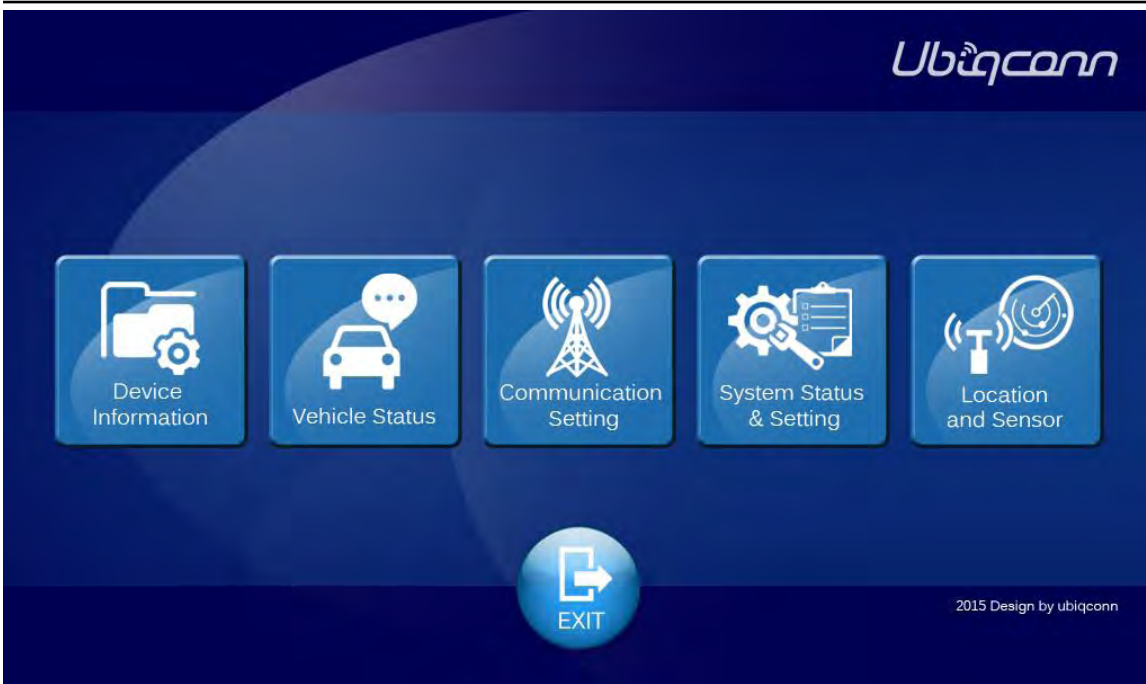 Ubiqconn
Device
Information
Vehicle Status
Communication
Setting
System Status
& Setting
Location
and Sensor
EXIT
2015 Design by ubiqconn